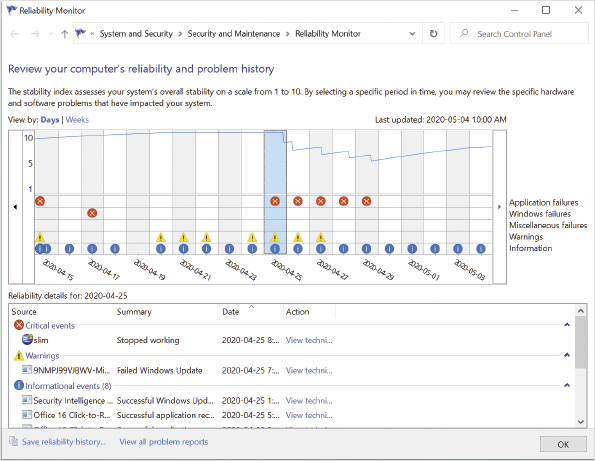 Reliability Monitor
« System and Security > Security and Maintenance > Reliability Monitor
Search Control Panel
Review your computer's reliability and problem history
The stability index assesses your system's overall stability on a scale from 1 to 10. By selecting a specific period in time, you may review the specific hardware
and software problems that have impacted your system.
View by: Days | Weeks
Last updated: 2020-05-04 10:00 AM
10
5
1
Application failures
Windows failures
Miscellaneous failures
Warnings
Information
2020-04-15
2020-04-17
2020-04-19
2020-04-21
2020-04-23
2020-04-25
2020-04-27
2020-04-29
2020-05-01
2020-05-03
Reliability details for: 2020-04-25
Source Summary Date Action
Critical events
slim Stopped working 2020-04-25 8:... View techni...
Warnings
9NMPJ99VJBWV-Mi... Failed Windows Update 2020-04-25 7:... View techni...
Informational events (8)
Security Intelligence ... Successful Windows Upd... 2020-04-25 2:... View techni...
Office 16 Click-to-R... Successful application rec... 2020-04-25 5:... View techni...
Save reliability history...
View all problem reports
OK